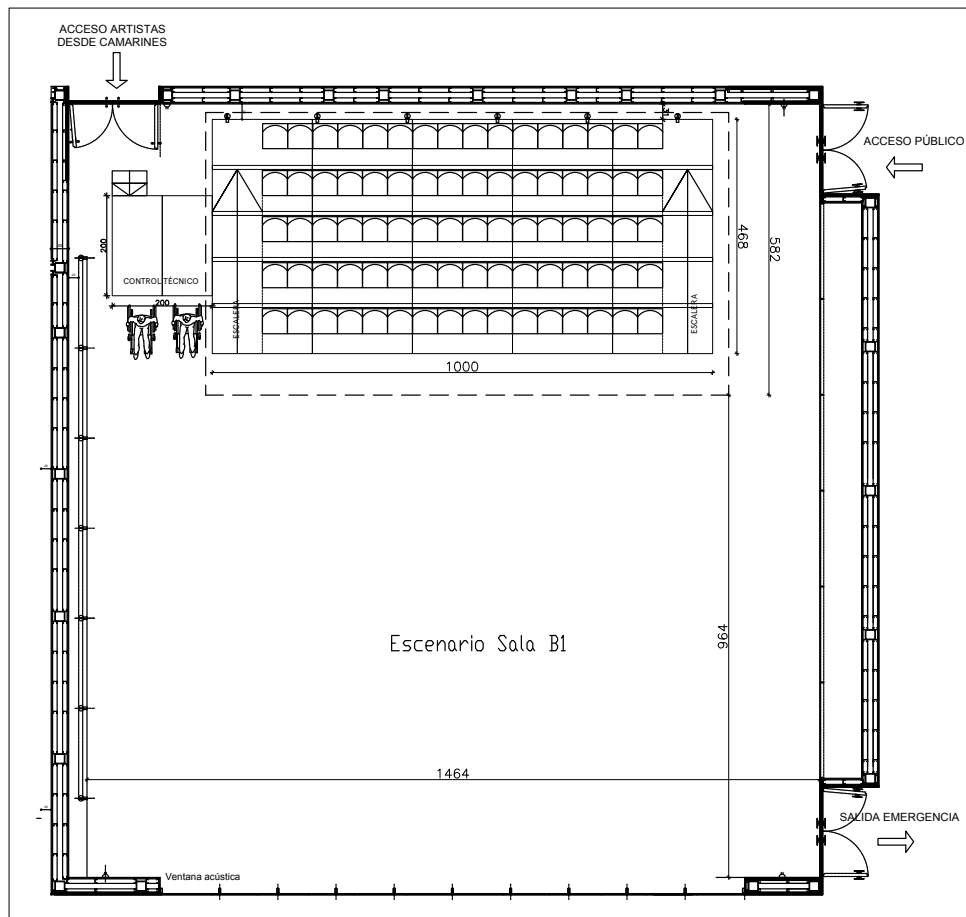 ACCESO ARTISTAS
DESDE CAMARINES
ACCESO PÚBLICO
31
468
582
200
CONTROL TÉCNICO
200
ESCALERA
ESCALERA
1000
964
Escenario Sala B1
1464
SALIDA EMERGENCIA
Ventana acústica